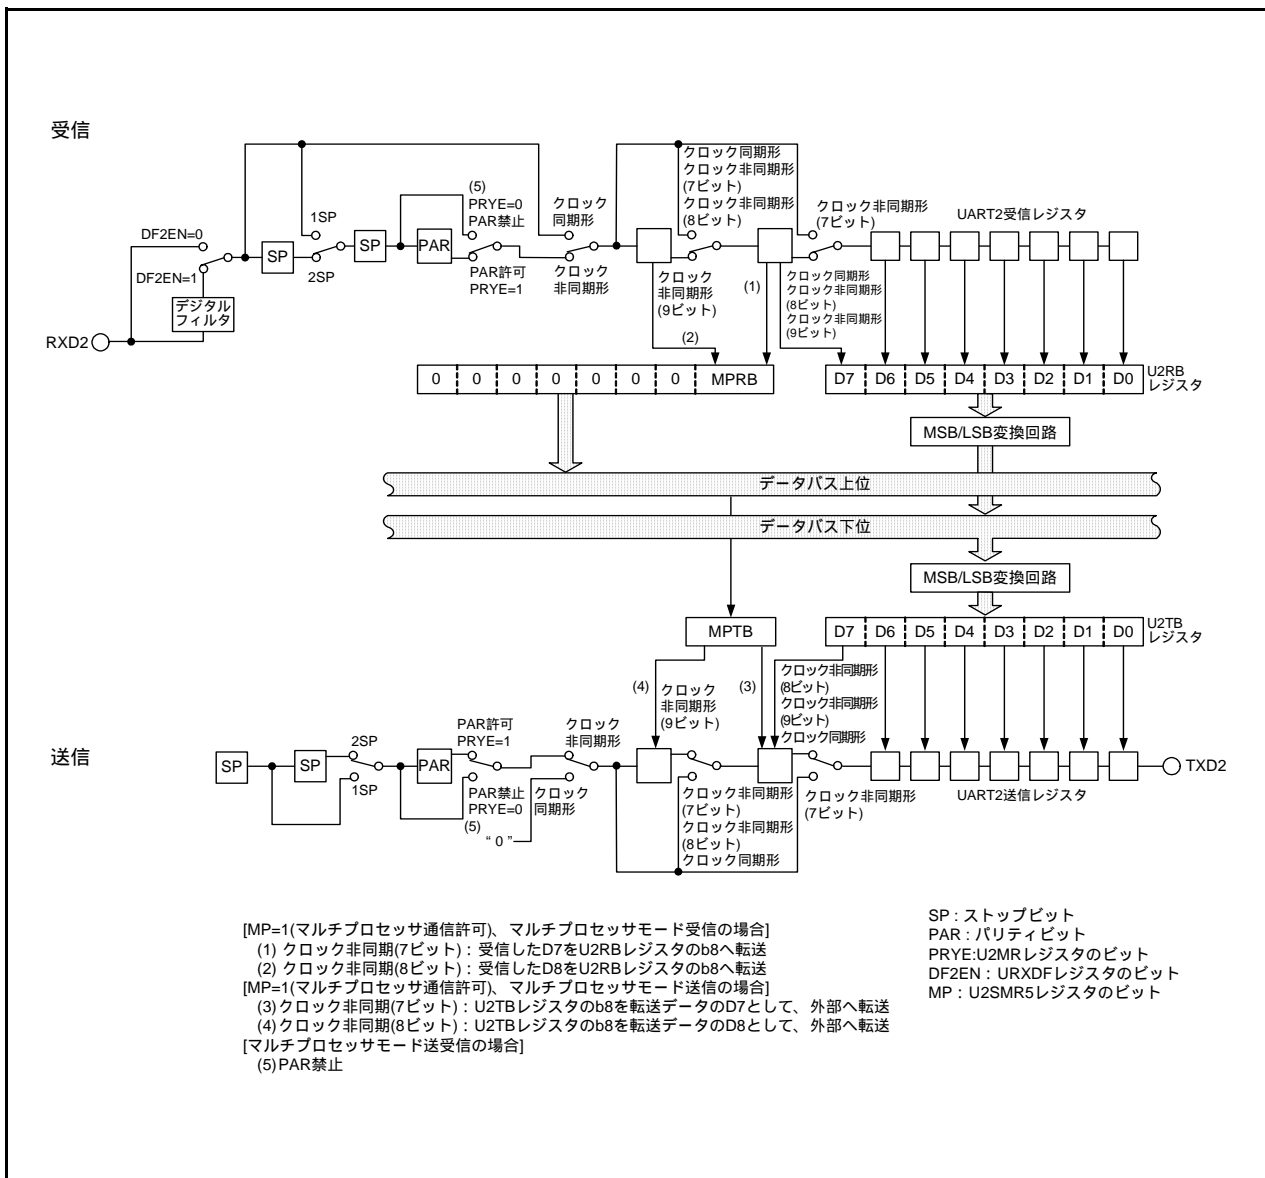 受信
DF2EN=0
DF2EN=1
デジタル
フィルタ
RXD2
SP
1SP
2SP
SP
PAR
(5)
PRYE=0
PAR禁止
PAR許可
PRYE=1
クロック
同期形
クロック
非同期形
クロック同期形
クロック非同期形
(7ビット)
クロック非同期形
(8ビット)
クロック
非同期形
(9ビット)
(2)
(1)
クロック非同期形
(7ビット)
クロック同期形
クロック非同期形
(8ビット)
クロック非同期形
(9ビット)
UART2受信レジスタ
0 0 0 0 0 0 0 MPRB
D7 D6 D5 D4 D3 D2 D1 D0
U2RB
レジスタ
MSB/LSB変換回路
データバス上位
データバス下位
MSB/LSB変換回路
MPTB
D7 D6 D5 D4 D3 D2 D1 D0
U2TB
レジスタ
送信
SP
SP
2SP
1SP
PAR
PAR許可
PRYE=1
PAR禁止
PRYE=0
(5)
クロック
非同期形
クロック
同期形
“ 0 ”
(4)
クロック
非同期形
(9ビット)
(3)
クロック非同期形
(8ビット)
クロック非同期形
(9ビット)
クロック同期形
クロック非同期形
(7ビット)
クロック非同期形
(8ビット)
クロック同期形
クロック非同期形
(7ビット)
UART2送信レジスタ
TXD2
[MP=1(マルチプロセッサ通信許可)、マルチプロセッサモード受信の場合]
(1) クロック非同期(7ビット) : 受信したD7をU2RBレジスタのb8へ転送
(2) クロック非同期(8ビット) : 受信したD8をU2RBレジスタのb8へ転送
[MP=1(マルチプロセッサ通信許可)、マルチプロセッサモード送信の場合]
(3)クロック非同期(7ビット) : U2TBレジスタのb8を転送データのD7として、外部へ転送
(4)クロック非同期(8ビット) : U2TBレジスタのb8を転送データのD8として、外部へ転送
[マルチプロセッサモード送受信の場合]
(5)PAR禁止
SP : ストップビット
PAR : パリティビット
PRYE:U2MRレジスタのビット
DF2EN : URXDFレジスタのビット
MP : U2SMR5レジスタのビット